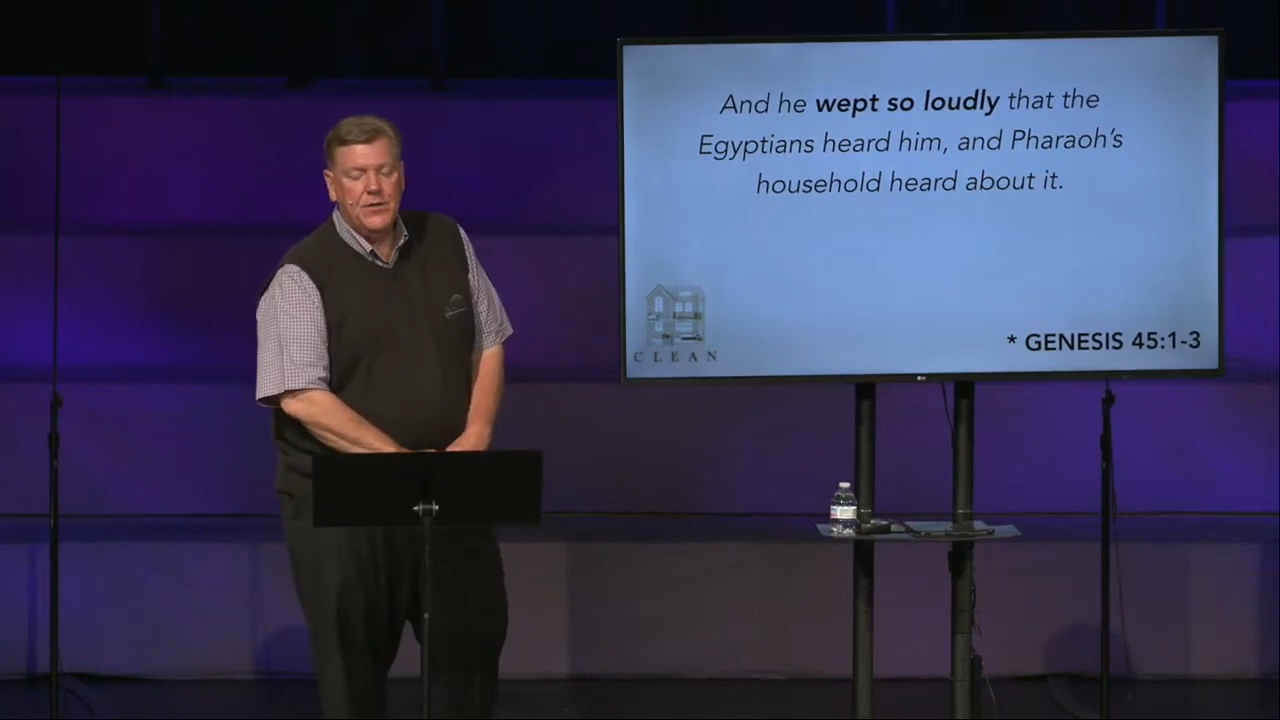 And he wept so loudly that the
Egyptians heard him, and Pharaoh's
household heard about it.
CLEAN
* GENESIS 45:1-3
LG